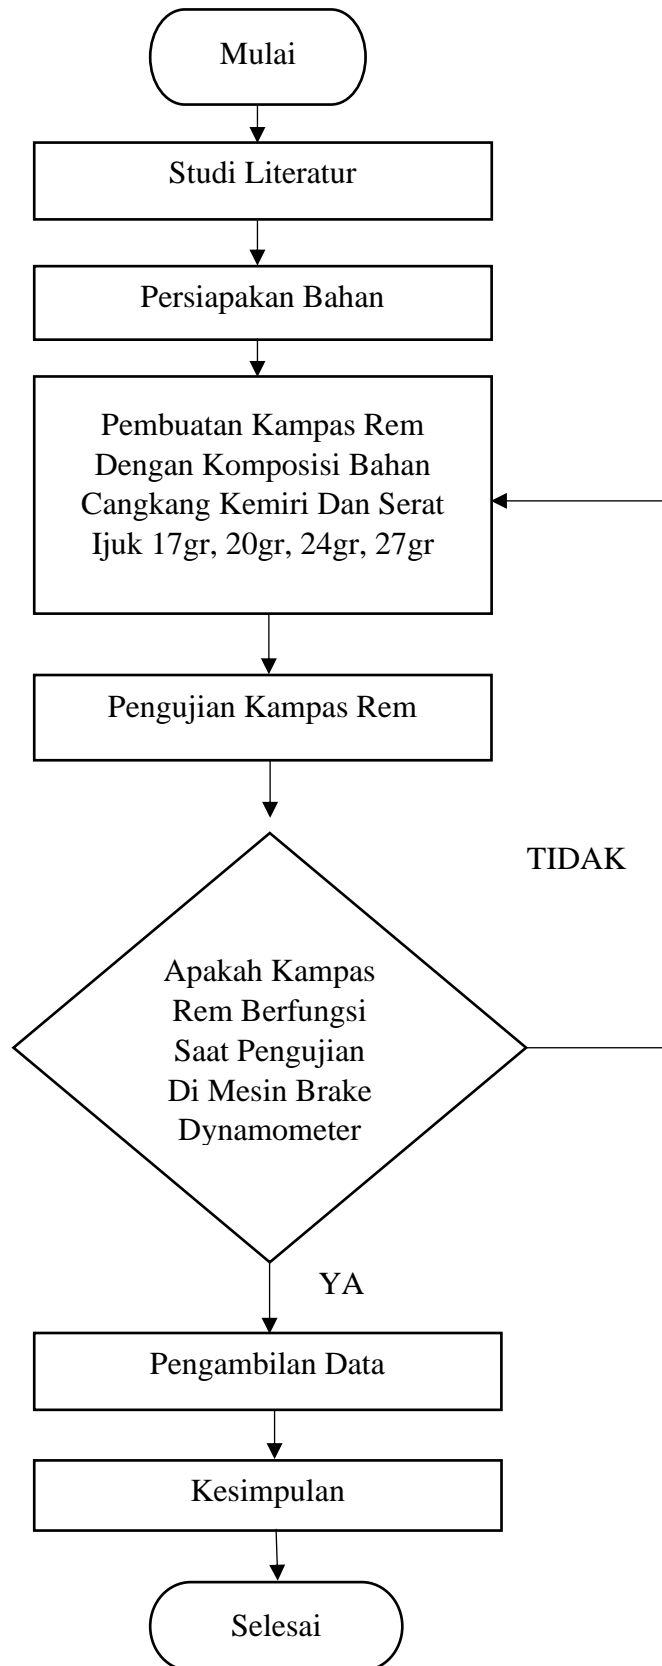 Mulai
Studi Literatur
Persiapakan Bahan
Pembuatan Kampas Rem
Dengan Komposisi Bahan
Cangkang Kemiri Dan Serat
Ijuk 17gr, 20gr, 24gr, 27gr
Pengujian Kampas Rem
TIDAK
Apakah Kampas
Rem Berfungsi
Saat Pengujian
Di Mesin Brake
Dynamometer
YA
Pengambilan Data
Kesimpulan
Selesai